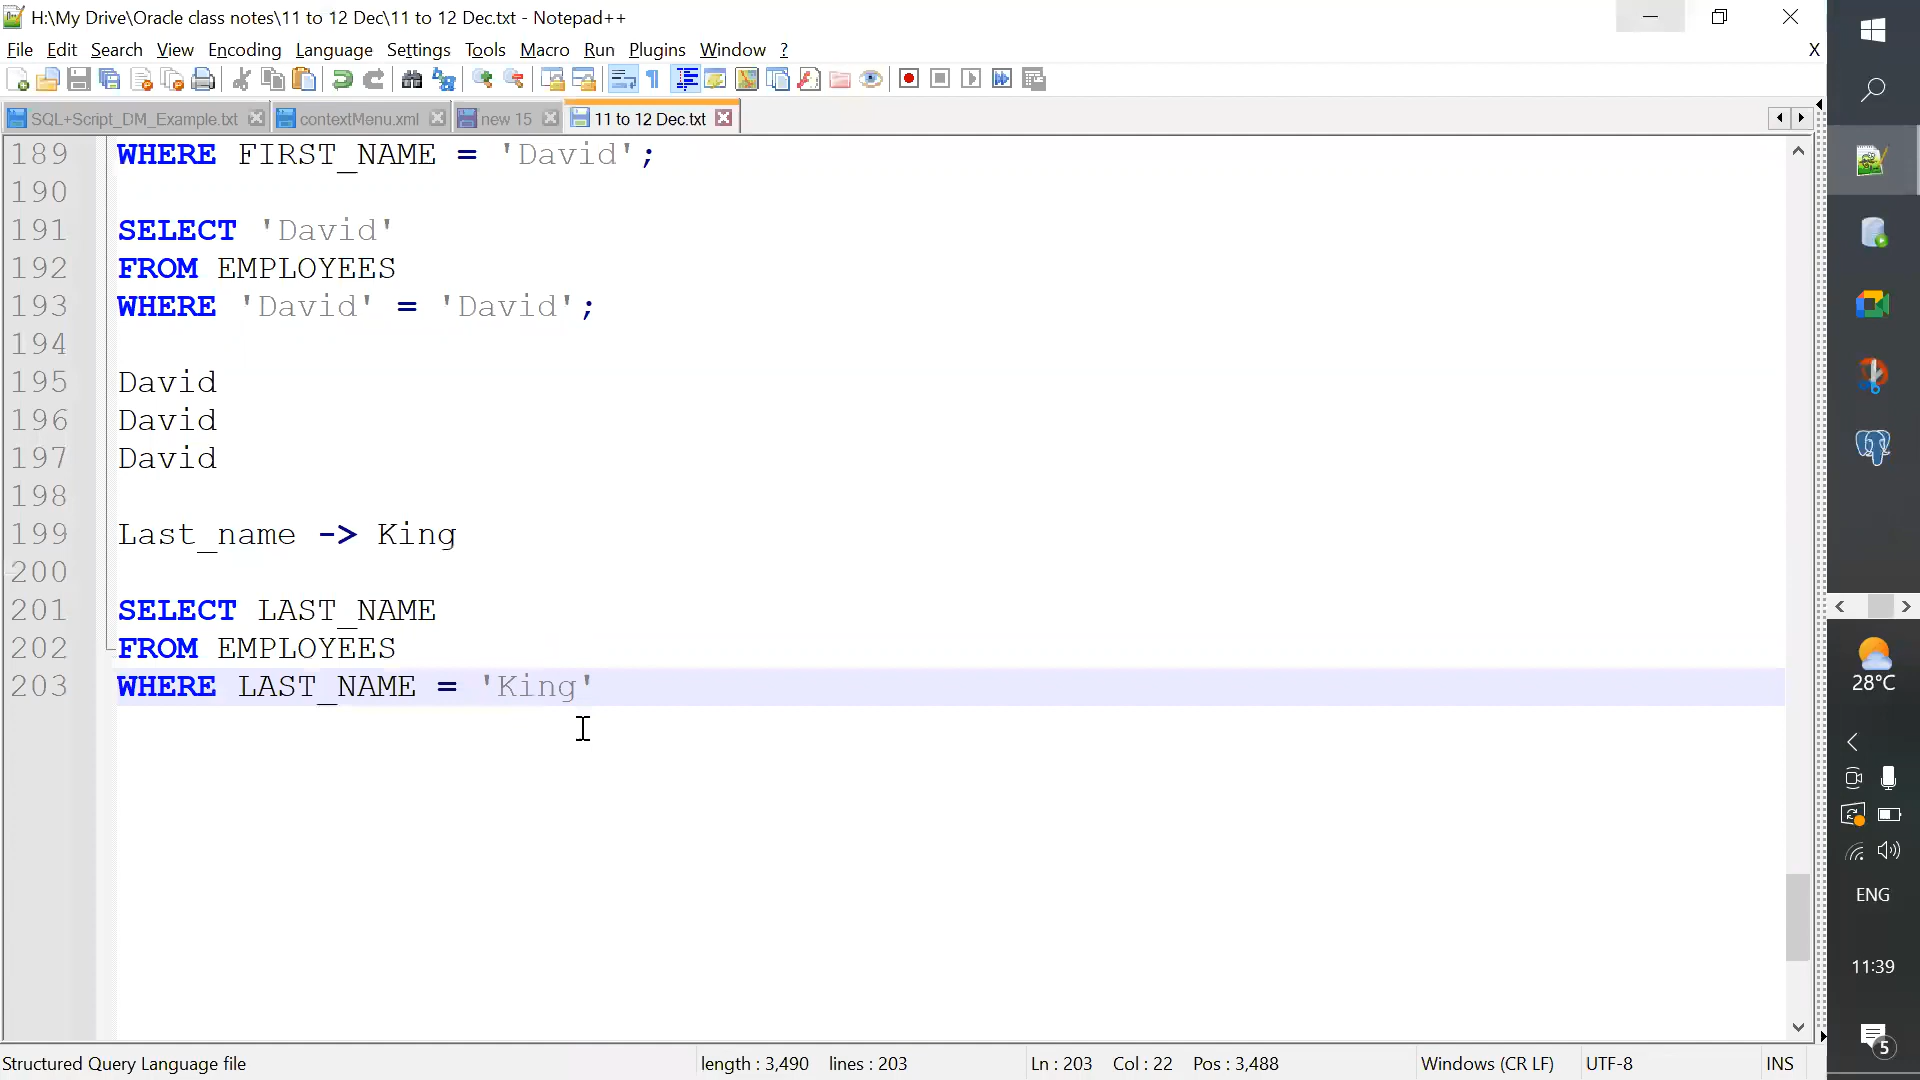 H:\My Drive\Oracle class notes\11 to 12 Dec\11 to 12 Dec.txt - Notepad++
File Edit Search View Encoding Language Settings Tools Macro Run Plugins Window ? X
SQL+Script_DM_Example.txt contextMenu.xml new 15 11 to 12 Dec.txt
189 WHERE FIRST_NAME = 'David';
190
191 SELECT 'David'
192 FROM EMPLOYEES
193 WHERE 'David' = 'David';
194
195 David
196 David
197 David
198
199 Last_name -> King
200
201 SELECT LAST_NAME
202 FROM EMPLOYEES
203 WHERE LAST_NAME = 'King'
Structured Query Language file length : 3,490 lines : 203 Ln : 203 Col : 22 Pos : 3,488 Windows (CR LF) UTF-8 INS
28°C
ENG
11:39
5